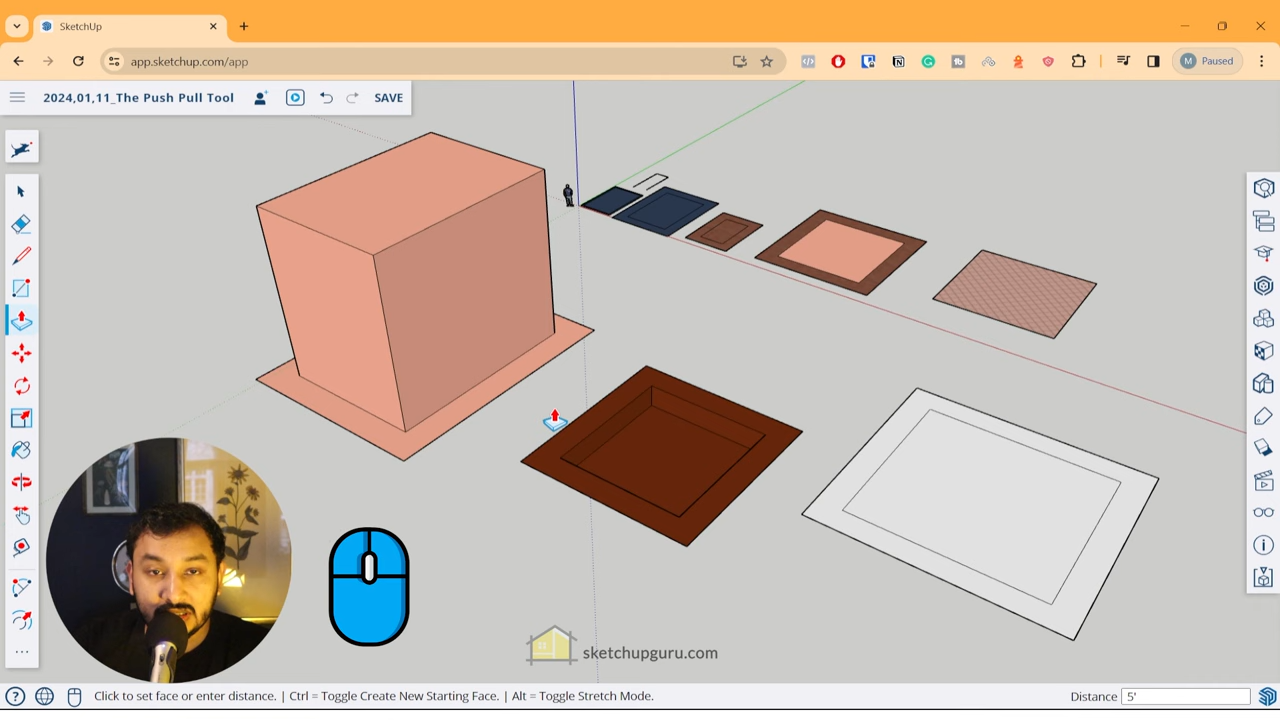 SketchUp
app.sketchup.com/app
M Paused
2024,01,11_The Push Pull Tool
SAVE
sketchupguru.com
Click to set face or enter distance. | Ctrl = Toggle Create New Starting Face. | Alt = Toggle Stretch Mode.
Distance 5'